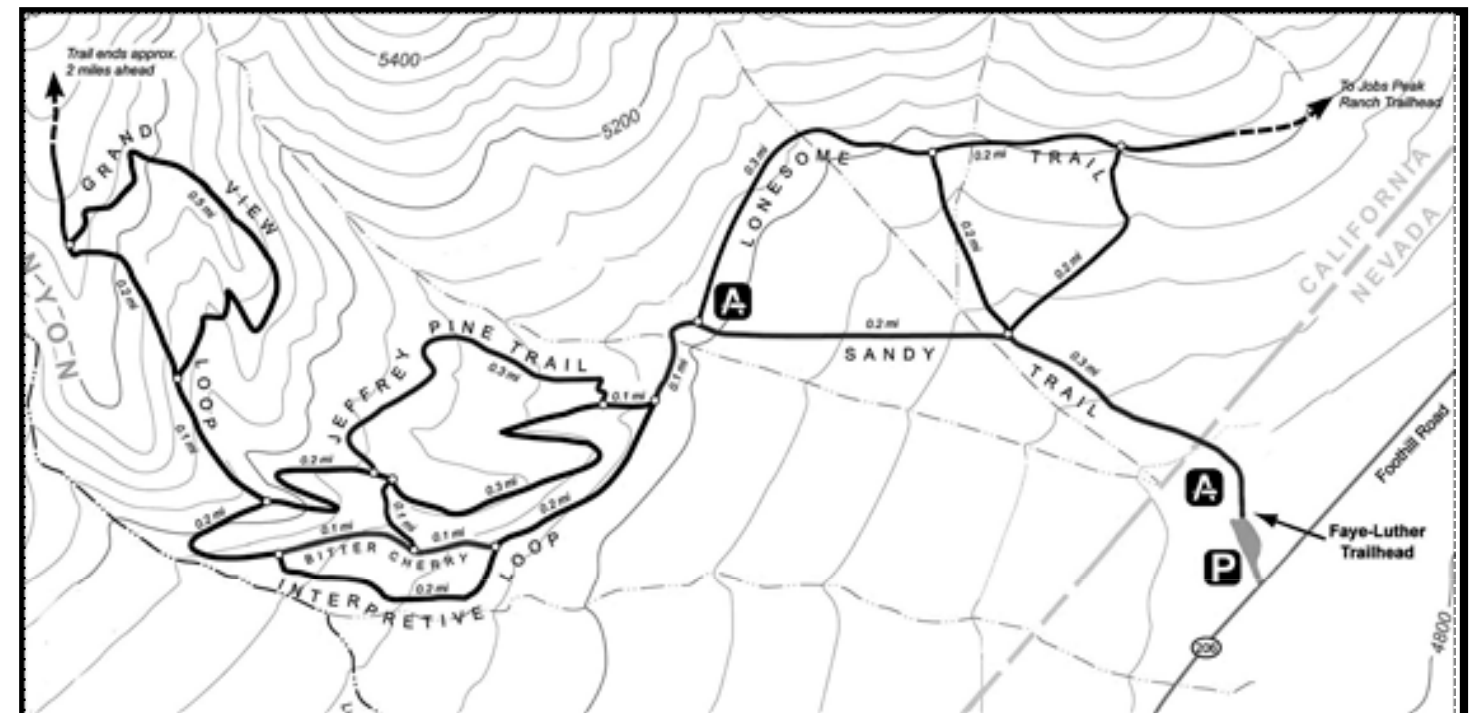 Trail ends approx.
2 miles ahead
5400
5200
To Jobs Peak
Ranch Trailhead
GRAND
VIEW
LOOP
0.5 mi
0.2 mi
0.1 mi
N-Y-O-N
JEFFREY
PINE TRAIL
0.3 mi
0.1 mi
0.1 mi
0.2 mi
0.3 mi
0.2 mi
0.1 mi
0.2 mi
0.1 mi
0.1 mi
BITTER CHERRY
0.2 mi
INTERPRETIVE
LOOP
LONESOME
TRAIL
0.3 mi
0.2 mi
0.2 mi
0.2 mi
0.2 mi
SANDY
TRAIL
0.3 mi
CALIFORNIA
NEVADA
Foothill Road
Faye-Luther
Trailhead
P
206
4800